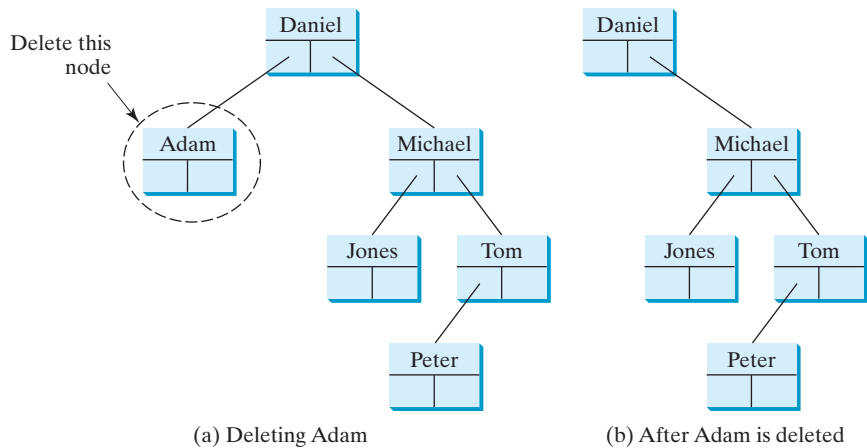 Delete this
node
Daniel
Adam
Michael
Jones
Tom
Peter
(a) Deleting Adam
Daniel
Michael
Jones
Tom
Peter
(b) After Adam is deleted